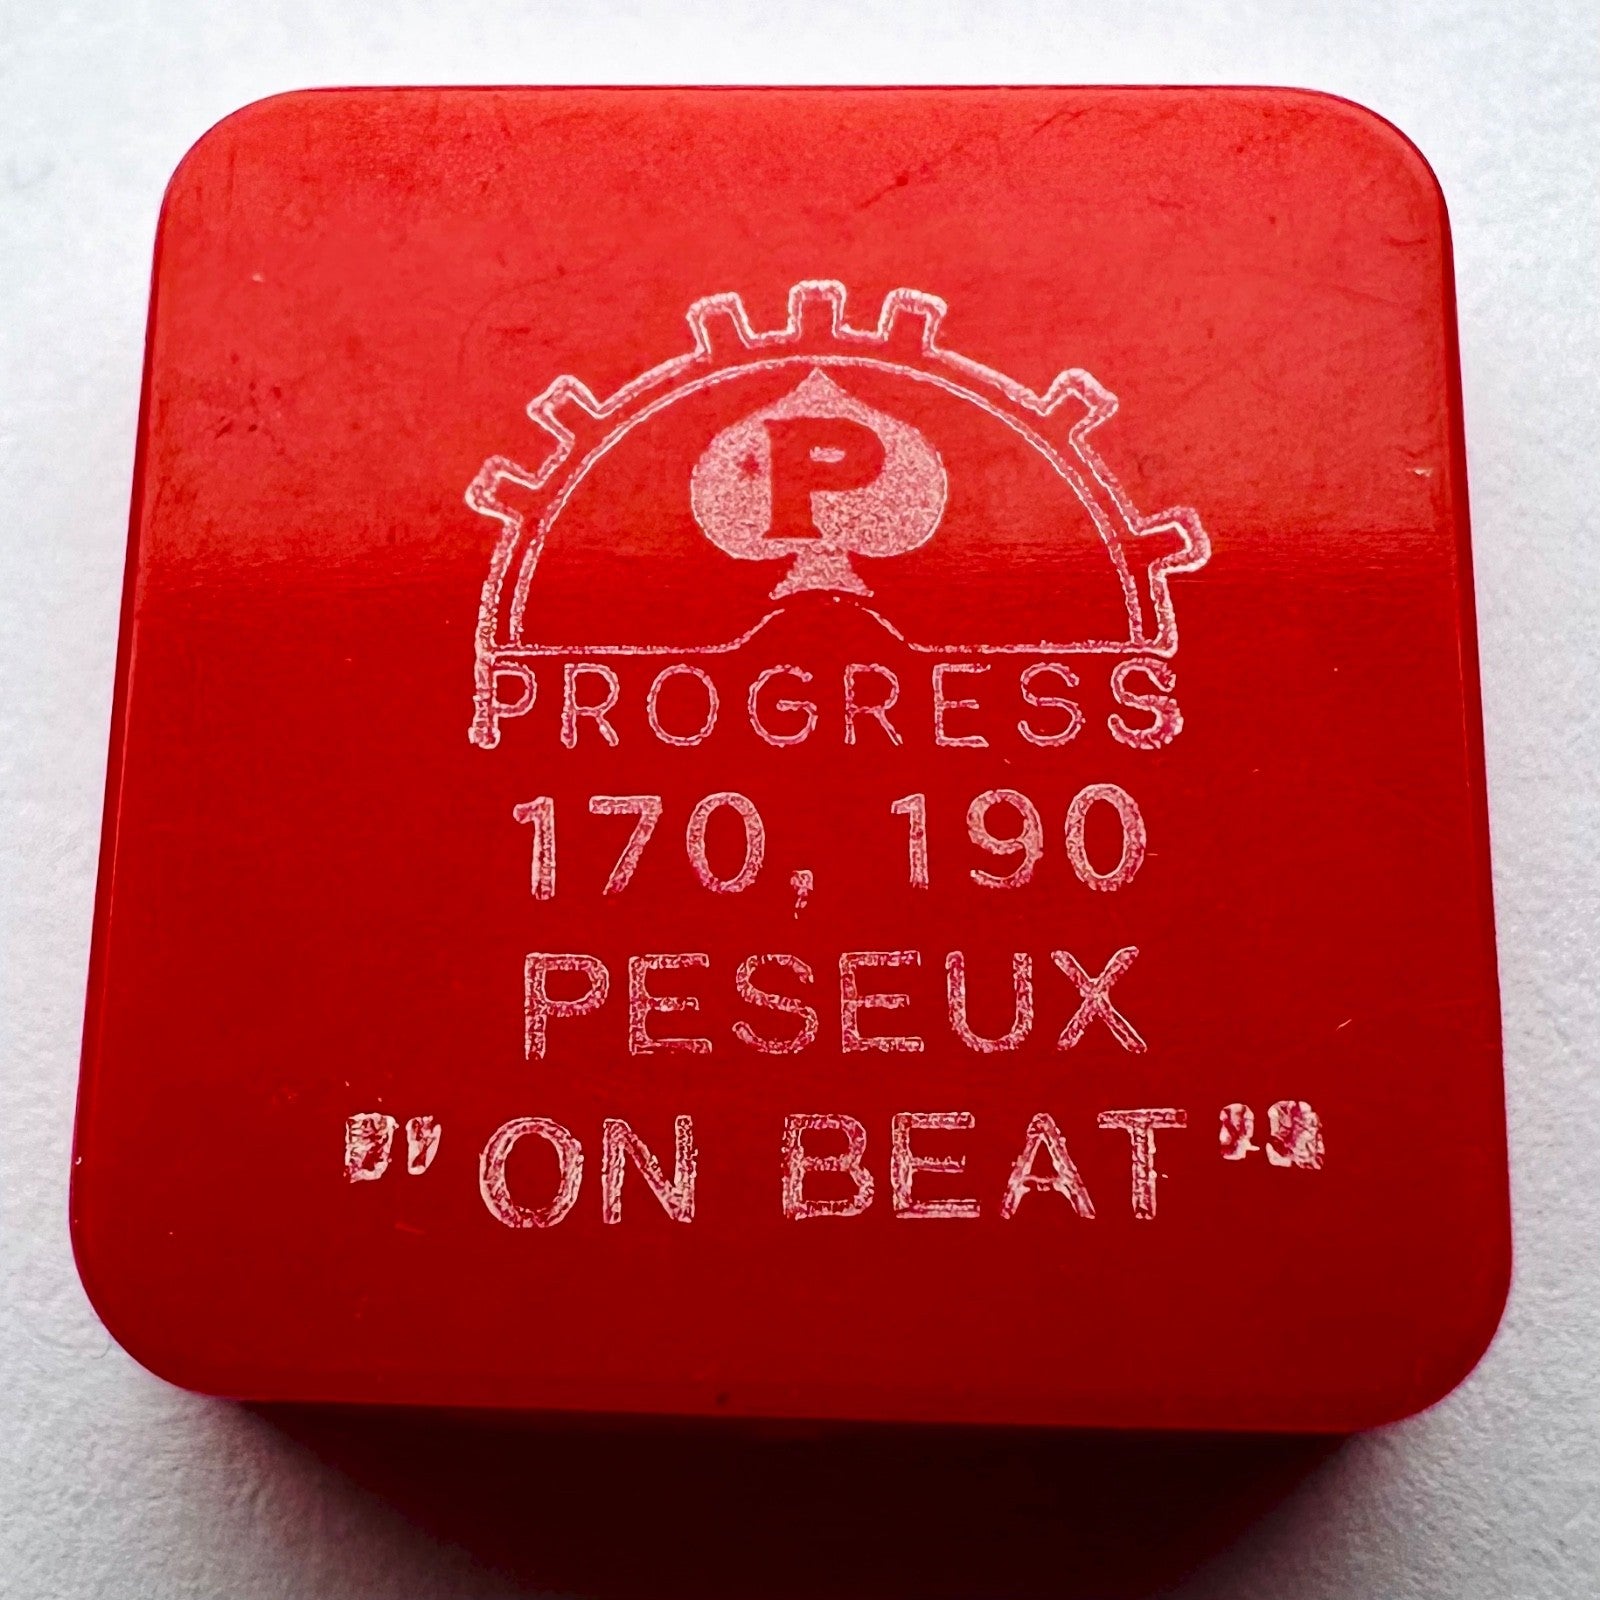 P
PROGRESS
170, 190
PESEUX
"ON BEAT"